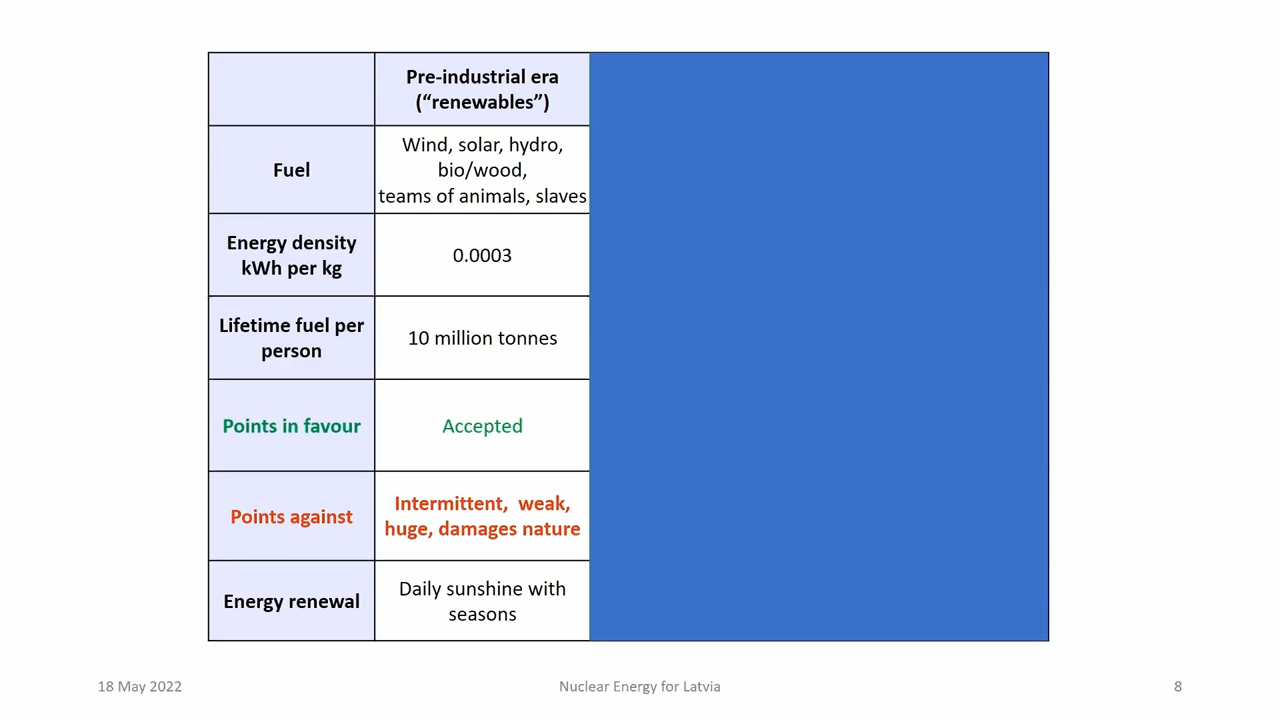 Pre-industrial era
(“renewables”)
Fuel
Wind, solar, hydro,
bio/wood,
teams of animals, slaves
Energy density
kWh per kg
0.0003
Lifetime fuel per
person
10 million tonnes
Points in favour
Accepted
Points against
Intermittent,  weak,
huge, damages nature
Energy renewal
Daily sunshine with
seasons
18 May 2022
Nuclear Energy for Latvia
8